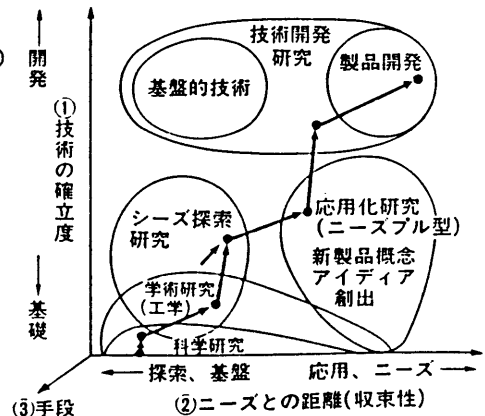 開発
①技術の確立度
基礎
技術開発
研究
製品開発
基盤的技術
シーズ探索
研究
応用化研究
(ニーズプル型)
新製品概念
アイディア
創出
学術研究
(工学)
科学研究
探索、基盤
応用、ニーズ
③手段
②ニーズとの距離(収束性)